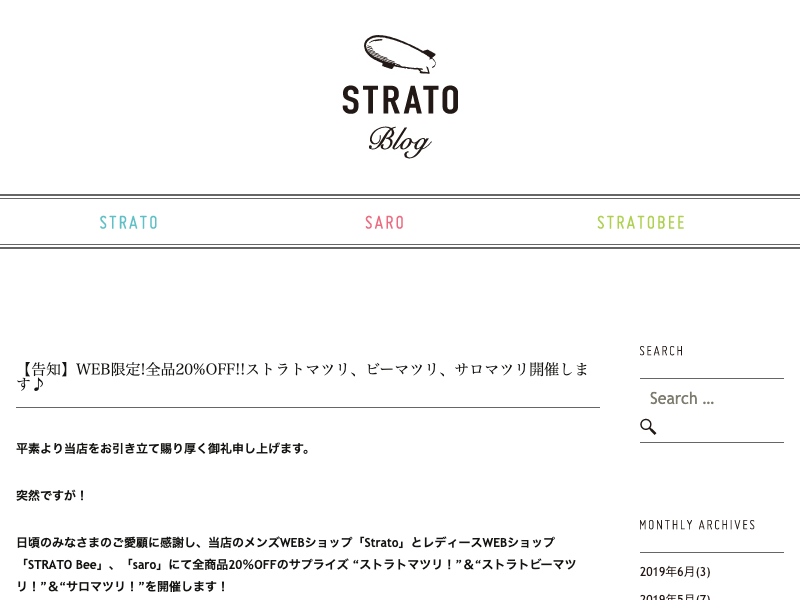 STRATO
Blog
STRATO
SARO
STRATOBEE
【告知】WEB限定!全品20%OFF!!ストラトマツリ、ビーマツリ、サロマツリ開催しま
す♪
平素より当店をお引き立て賜り厚く御礼申し上げます。
突然ですが！
日頃のみなさまのご愛顧に感謝し、当店のメンズWEBショップ「Strato」とレディースWEBショップ
「STRATO Bee」、「saro」にて全商品20%OFFのサプライズ “ストラトマツリ！”＆“ストラトビーマツ
リ！”＆“サロマツリ！”を開催します！
SEARCH
Search …
MONTHLY ARCHIVES
2019年6月(3)
2019年5月(7)